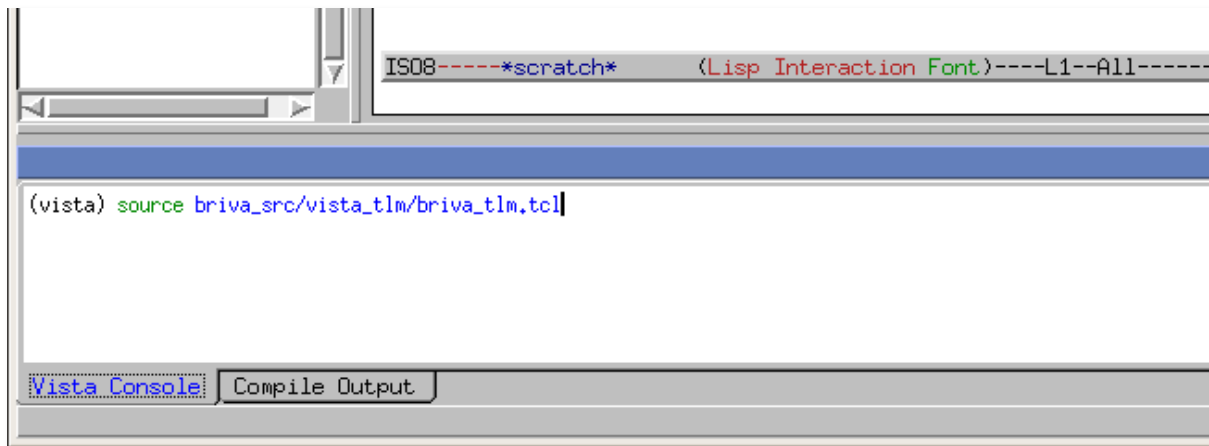 ISO8-----*scratch*      (Lisp Interaction Font)----L1--All------
(vista) source briva_src/vista_tlm/briva_tlm.tcl
Vista Console
Compile Output